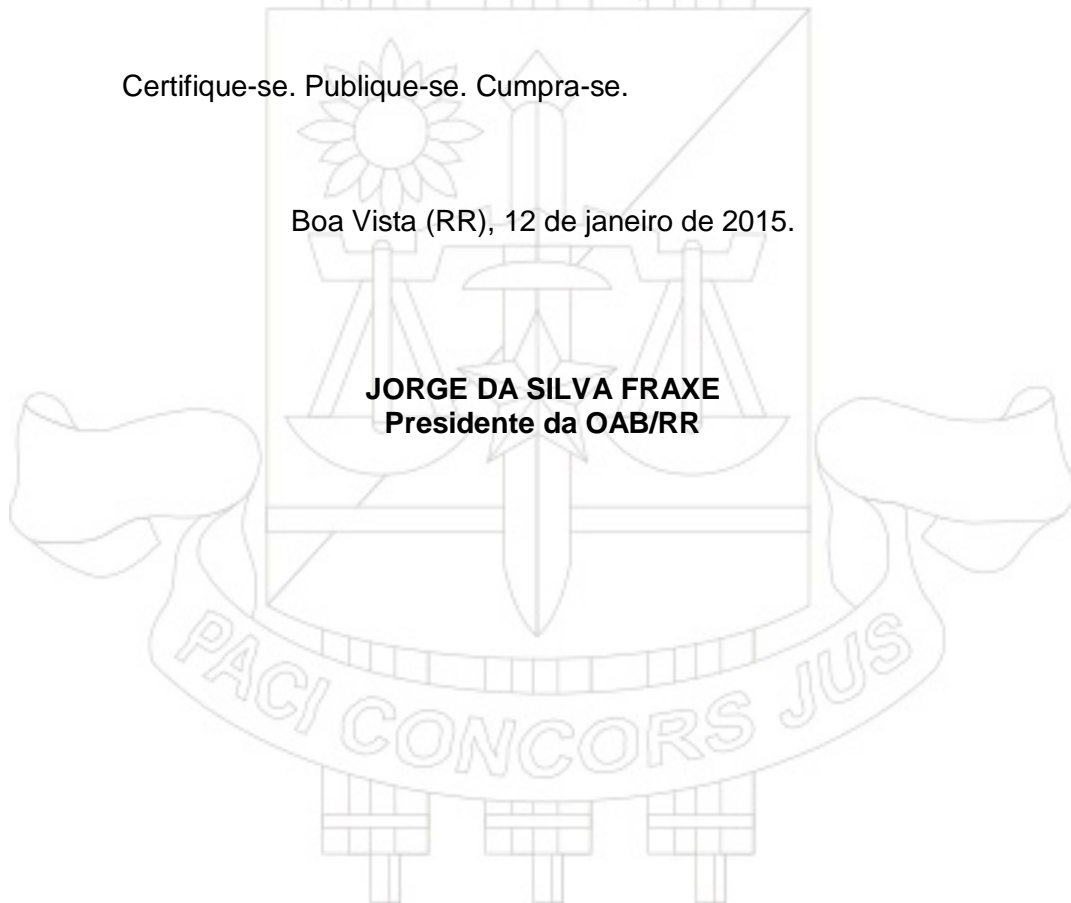 Certifique-se. Publique-se. Cumpra-se.
Boa Vista (RR), 12 de janeiro de 2015.
JORGE DA SILVA FRAXE
Presidente da OAB/RR
PACI CONCORS JUS